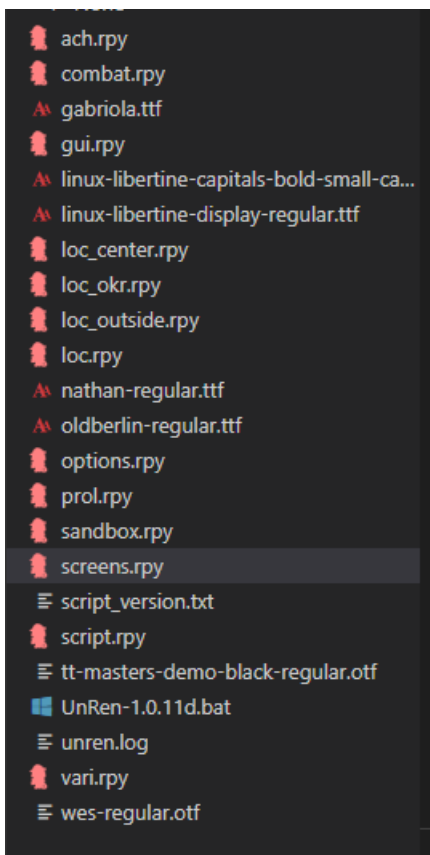 ach.rpy
combat.rpy
gabriola.ttf
gui.rpy
linux-libertine-capitals-bold-small-ca...
linux-libertine-display-regular.ttf
loc_center.rpy
loc_okr.rpy
loc_outside.rpy
loc.rpy
nathan-regular.ttf
oldberlin-regular.ttf
options.rpy
prol.rpy
sandbox.rpy
screens.rpy
script_version.txt
script.rpy
tt-masters-demo-black-regular.otf
UnRen-1.0.11d.bat
unren.log
vari.rpy
wes-regular.otf